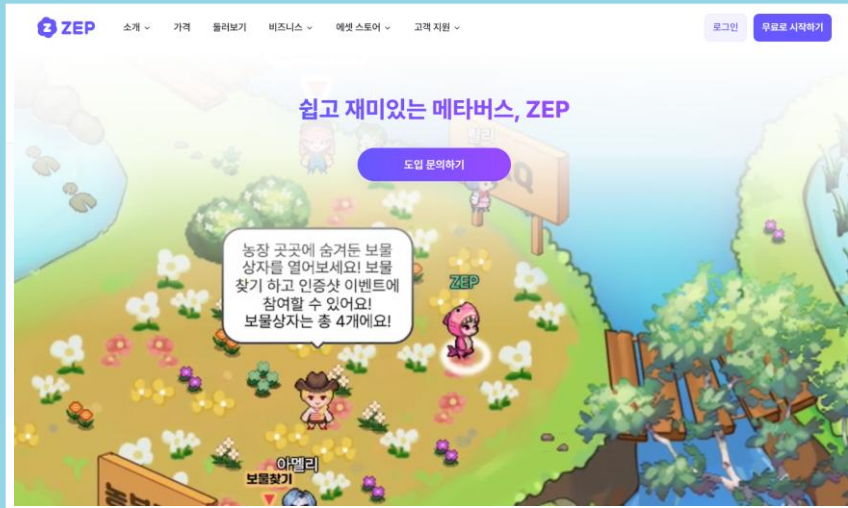 ZEP
소개
가격
둘러보기
비즈니스
에셋 스토어
고객 지원
로그인
무료로 시작하기
쉽고 재미있는 메타버스, ZEP
릴리
도입 문의하기
Q
농장 곳곳에 숨겨둔 보물
상자를 열어보세요! 보물
찾기 하고 인증샷 이벤트에
참여할 수 있어요!
보물상자는 총 4개에요!
ZEP
아멜리
보물찾기